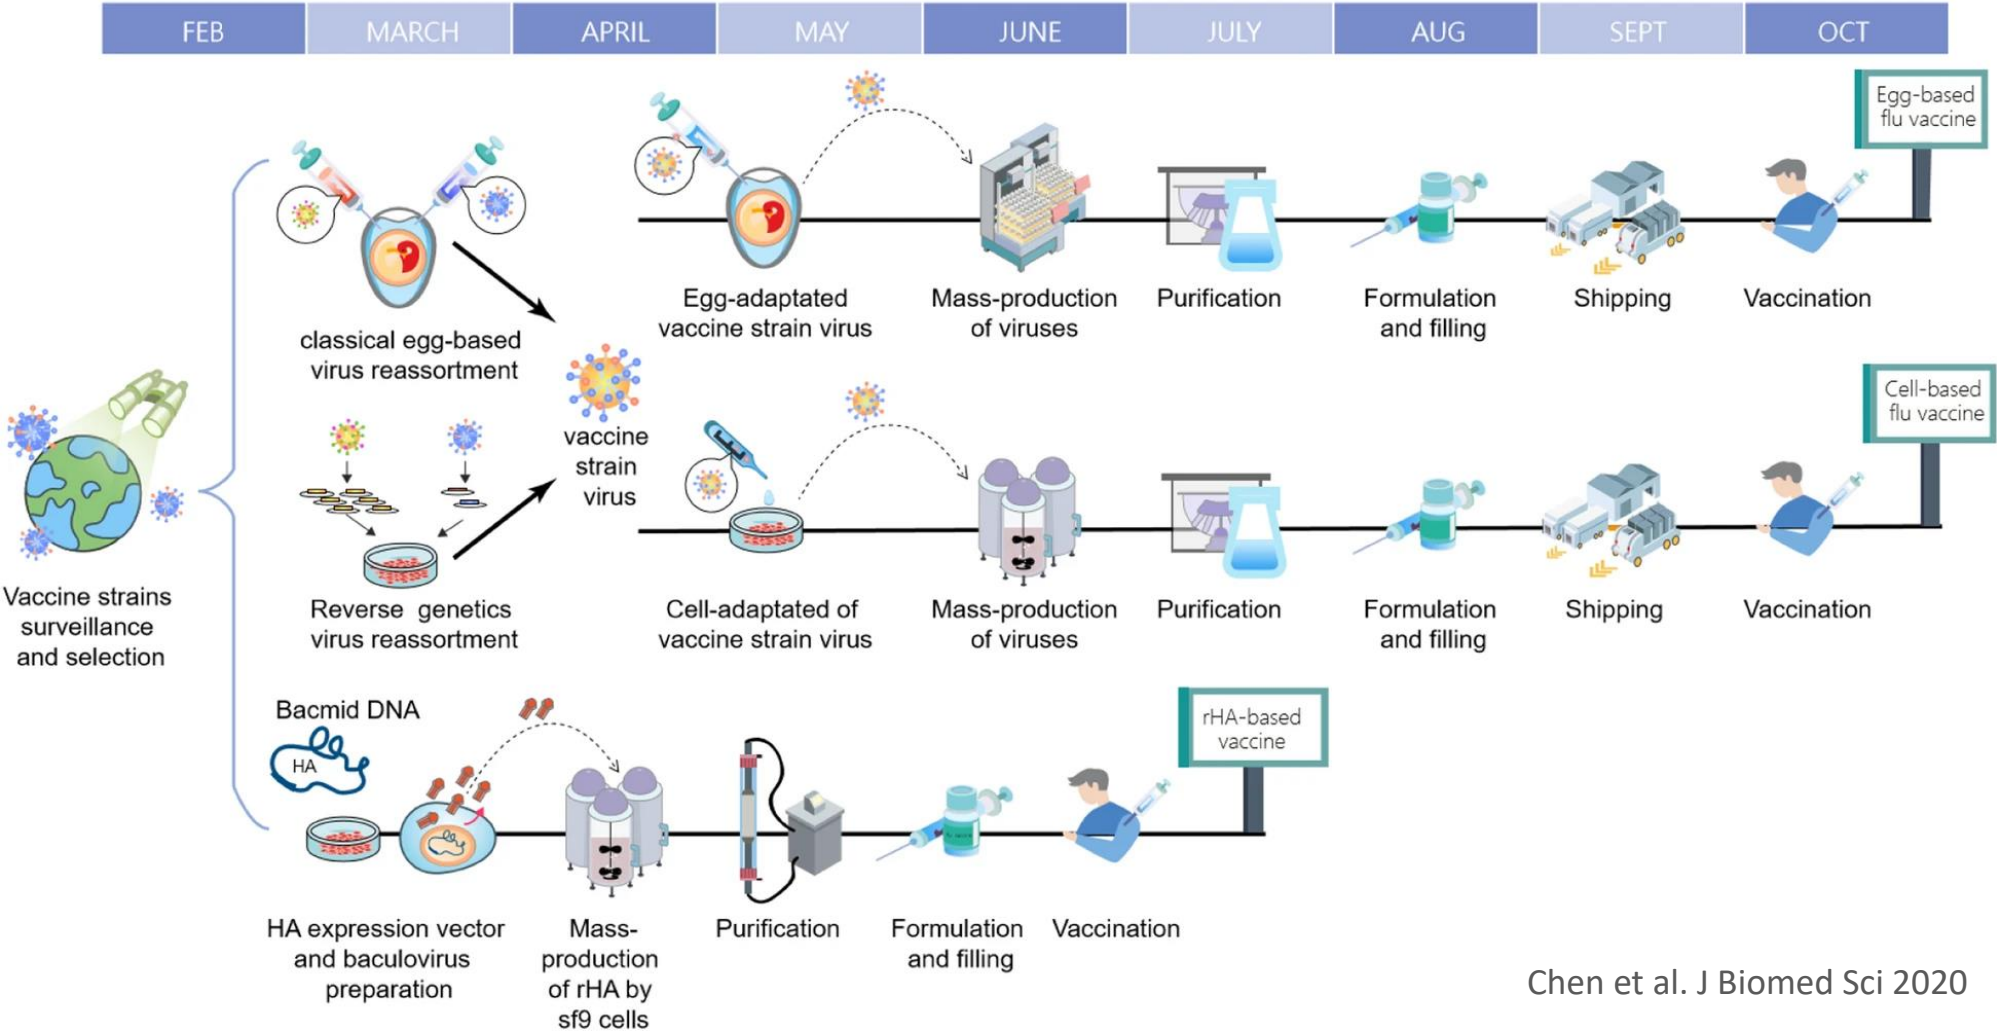 FEB
MARCH
APRIL
MAY
JUNE
JULY
AUG
SEPT
OCT
Egg-based
flu vaccine
classical egg-based
virus reassortment
Egg-adaptated
vaccine strain virus
Mass-production
of viruses
Purification
Formulation
and filling
Shipping
Vaccination
vaccine
strain
virus
Cell-based
flu vaccine
Vaccine strains
surveillance
and selection
Reverse genetics
virus reassortment
Cell-adaptated of
vaccine strain virus
Mass-production
of viruses
Purification
Formulation
and filling
Shipping
Vaccination
Bacmid DNA
HA
rHA-based
vaccine
HA expression vector
and baculovirus
preparation
Mass-
production
of rHA by
sf9 cells
Purification
Formulation
and filling
Vaccination
Chen et al. J Biomed Sci 2020